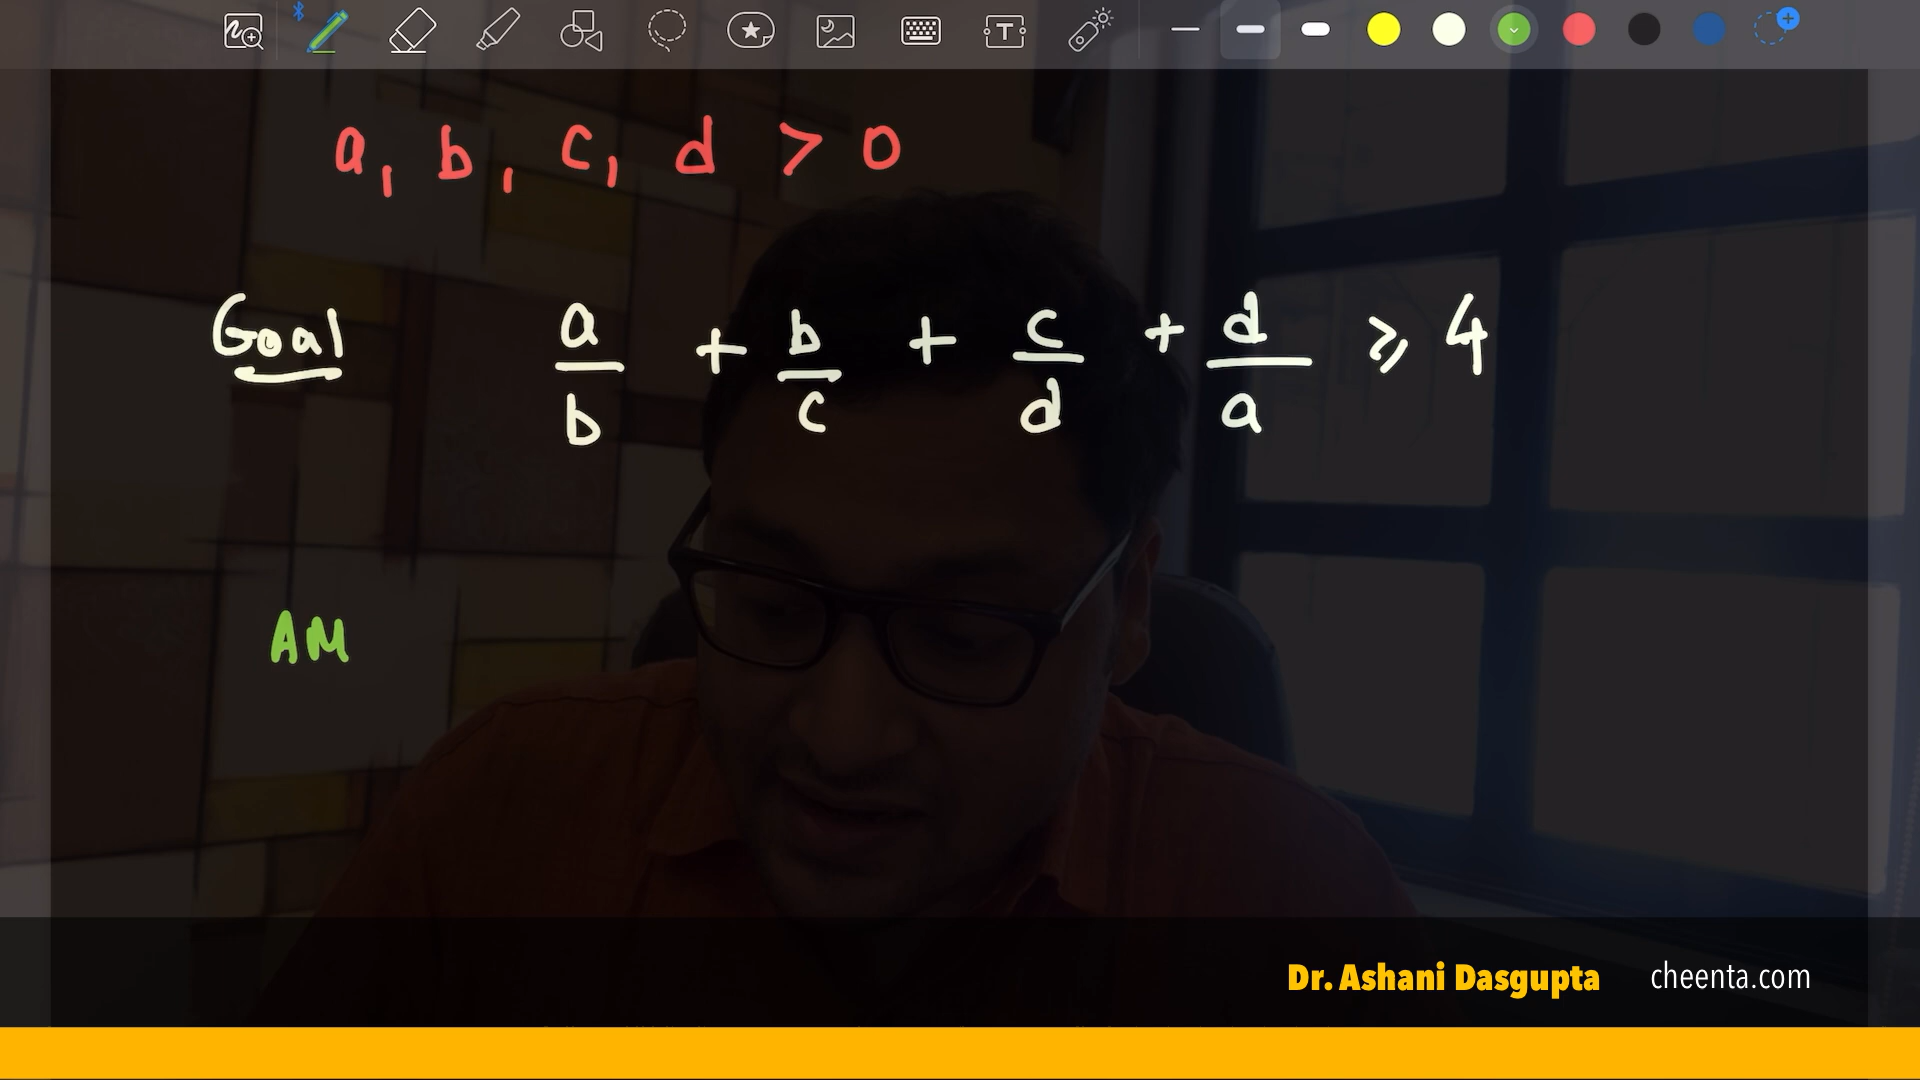 a, b, c, d > 0
Goal a/b + b/c + c/d + d/a ⩾ 4
AM
Dr. Ashani Dasgupta cheenta.com